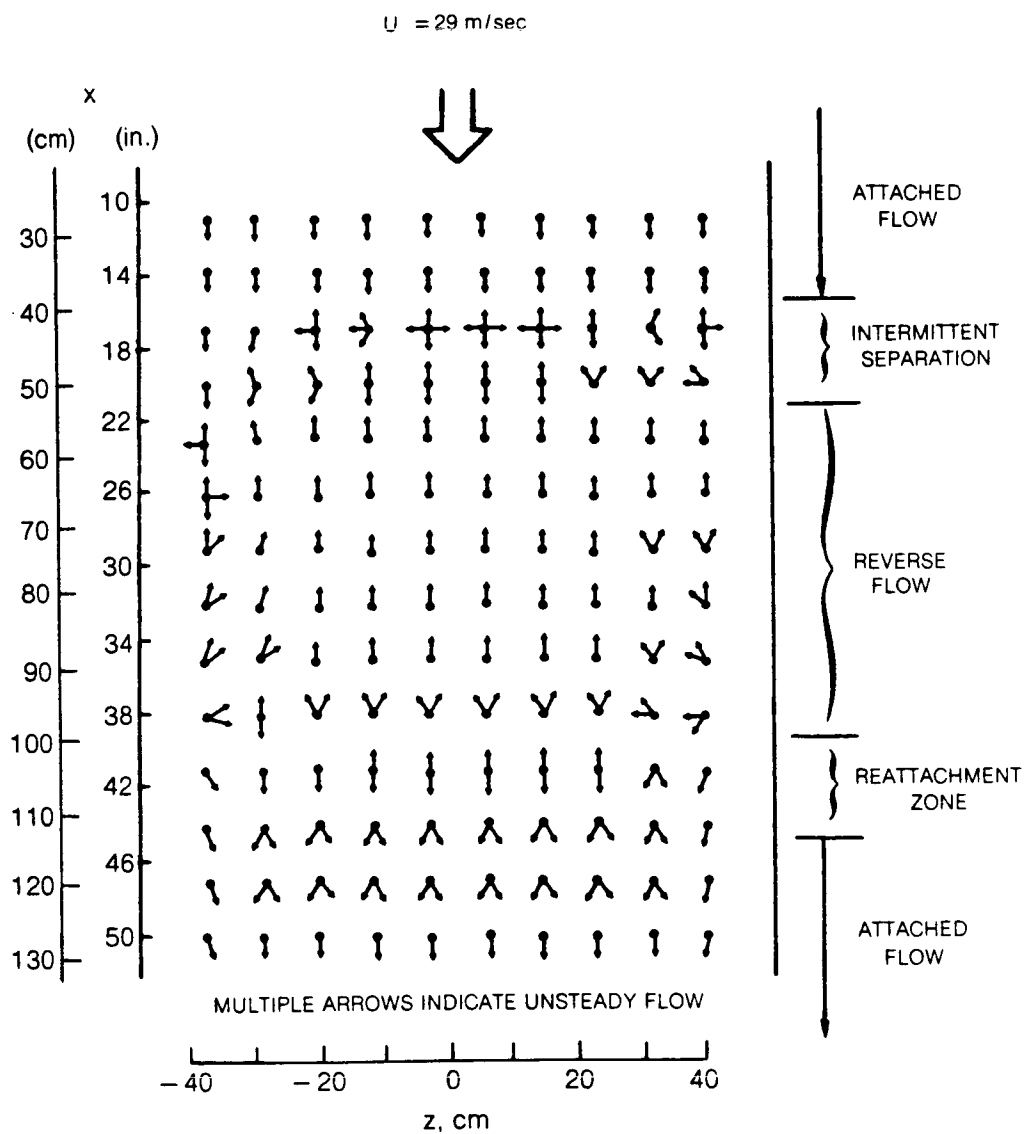 U = 29 m/sec
x
(cm)
(in.)
10
30
14
40
18
50
22
60
26
70
30
80
34
90
38
100
42
110
46
120
50
130
ATTACHED
FLOW
INTERMITTENT
SEPARATION
REVERSE
FLOW
REATTACHMENT
ZONE
ATTACHED
FLOW
MULTIPLE ARROWS INDICATE UNSTEADY FLOW
−40
−20
0
20
40
z, cm